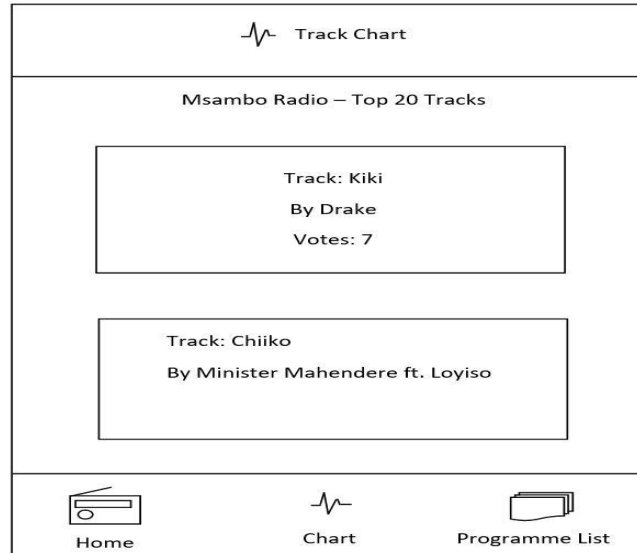 Track Chart
Msambo Radio – Top 20 Tracks
Track: Kiki
By Drake
Votes: 7
Track: Chiiko
By Minister Mahendere ft. Loyiso
Home
Chart
Programme List